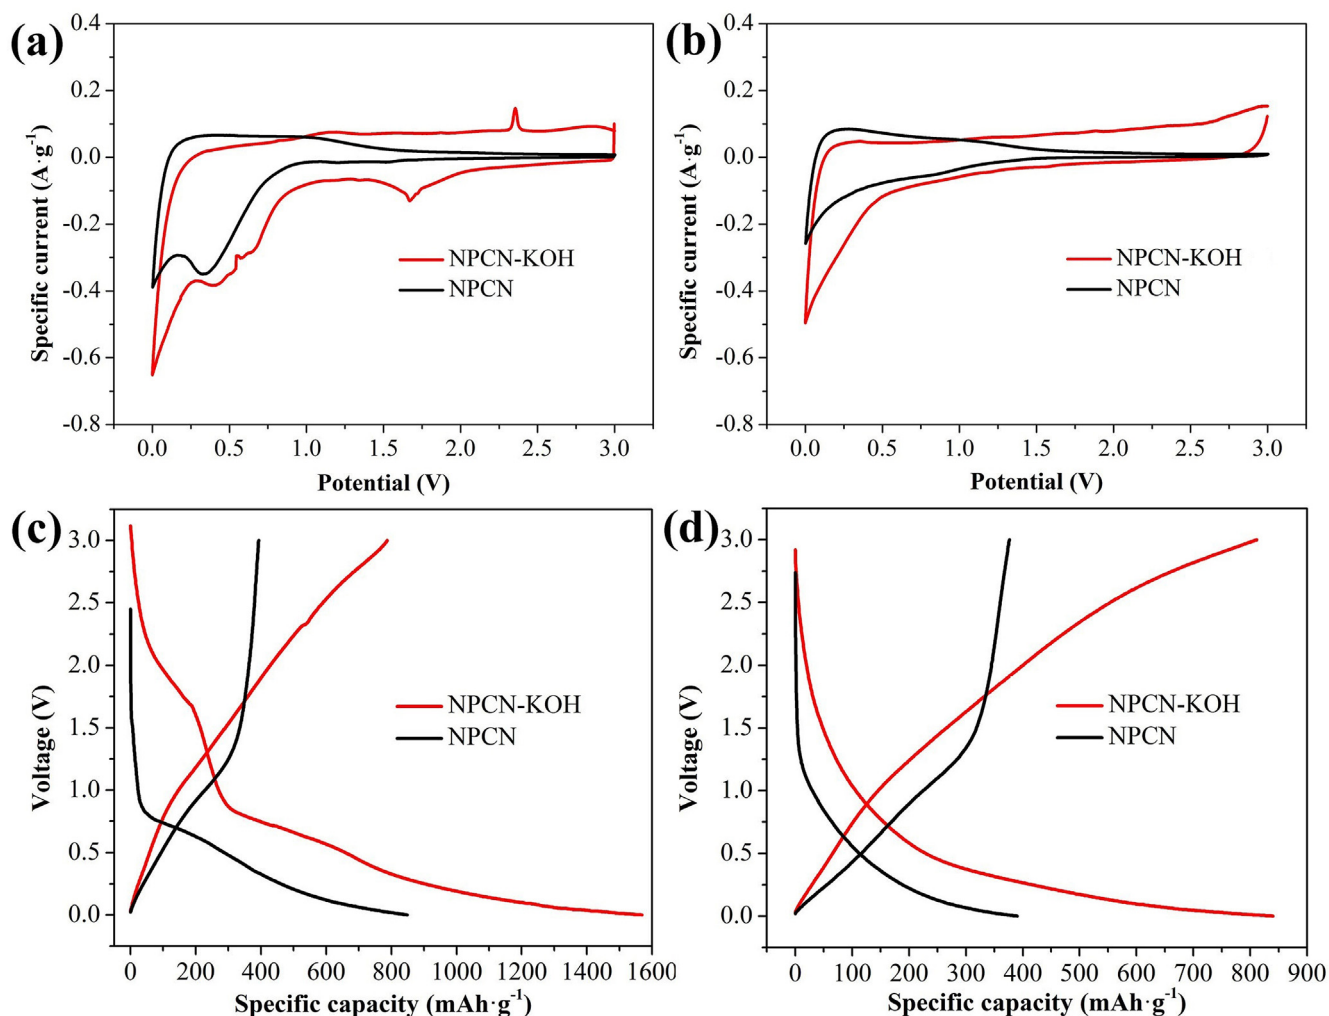 (a)
0.4
0.2
0.0
-0.2
-0.4
-0.6
-0.8
Specific current (A·g⁻¹)
NPCN-KOH
NPCN
0.0 0.5 1.0 1.5 2.0 2.5 3.0
Potential (V)
(b)
0.4
0.2
0.0
-0.2
-0.4
-0.6
-0.8
Specific current (A·g⁻¹)
NPCN-KOH
NPCN
0.0 0.5 1.0 1.5 2.0 2.5 3.0
Potential (V)
(c)
3.0
2.5
2.0
1.5
1.0
0.5
0.0
Voltage (V)
NPCN-KOH
NPCN
0 200 400 600 800 1000 1200 1400 1600
Specific capacity (mAh·g⁻¹)
(d)
3.0
2.5
2.0
1.5
1.0
0.5
0.0
Voltage (V)
NPCN-KOH
NPCN
0 100 200 300 400 500 600 700 800 900
Specific capacity (mAh·g⁻¹)